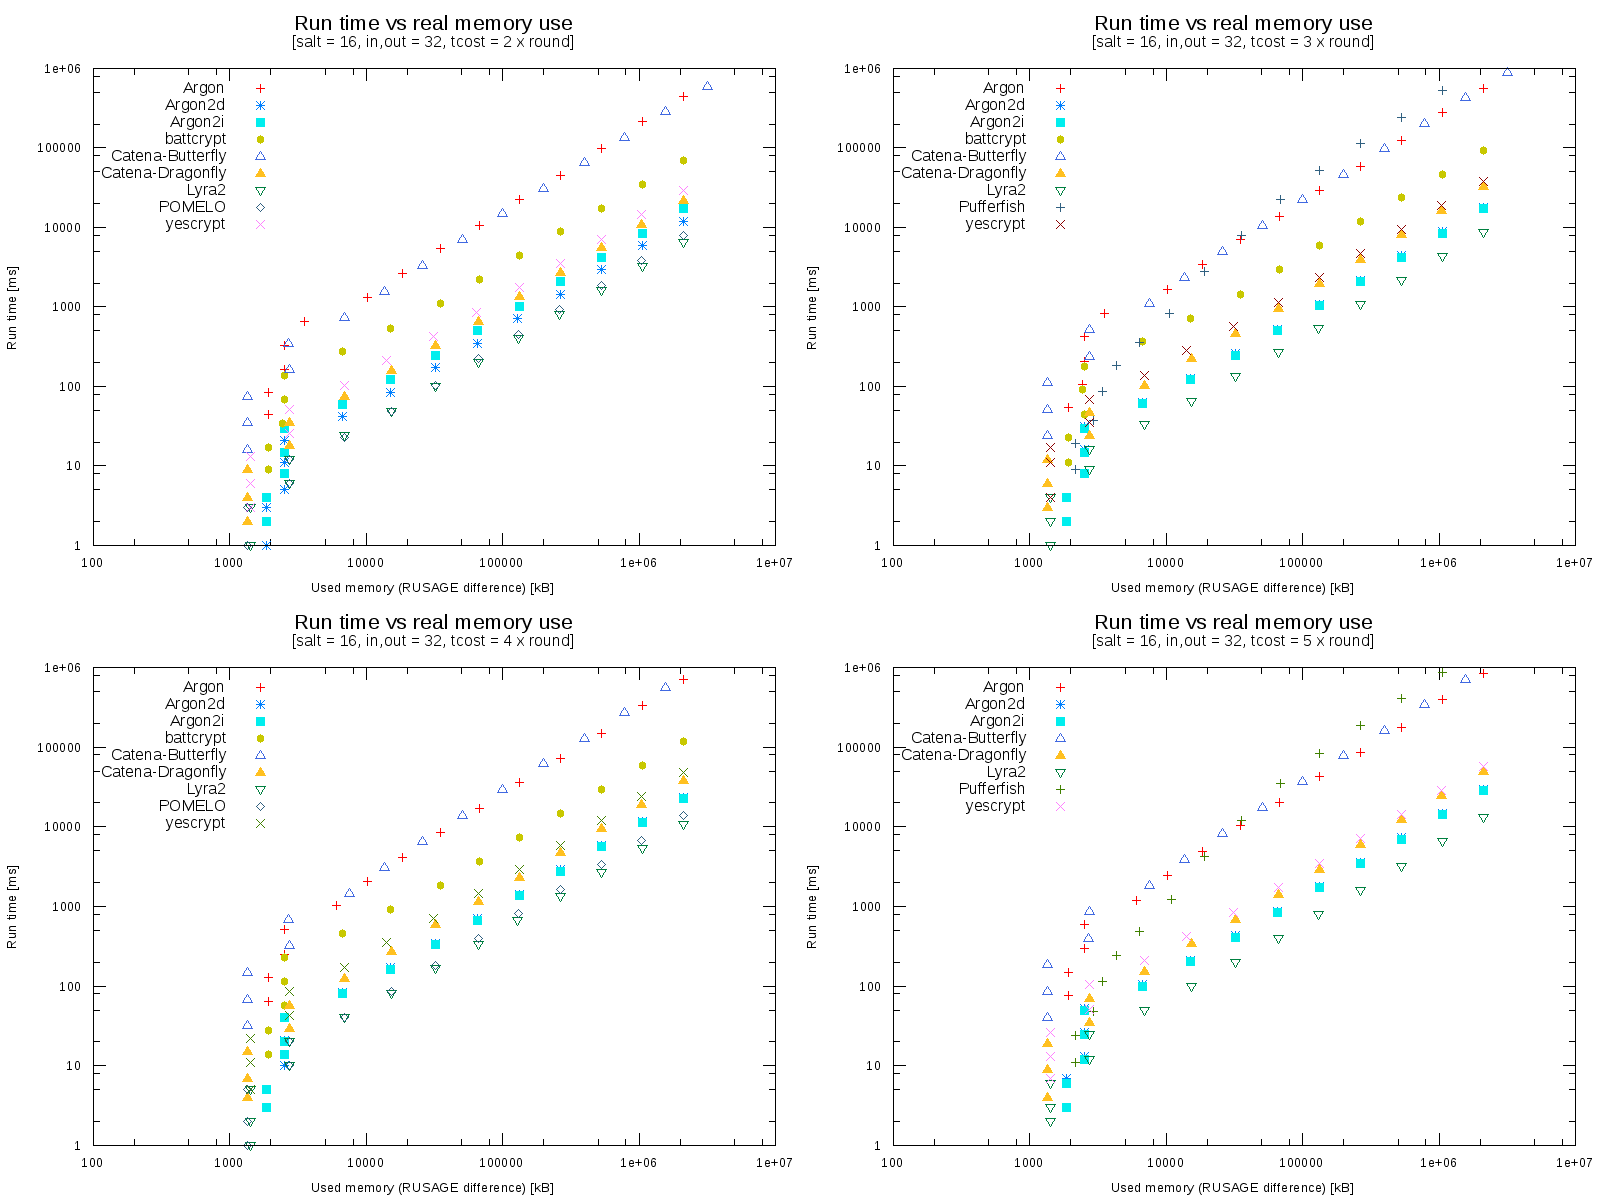 Run time vs real memory use
[salt = 16, in,out = 32, tcost = 2 x round]
1e+06
100000
10000
1000
100
10
1
Run time [ms]
Argon
Argon2d
Argon2i
battcrypt
Catena-Butterfly
Catena-Dragonfly
Lyra2
POMELO
yescrypt
100 1000 10000 100000 1e+06 1e+07
Used memory (RUSAGE difference) [kB]
Run time vs real memory use
[salt = 16, in,out = 32, tcost = 3 x round]
1e+06
100000
10000
1000
100
10
1
Run time [ms]
Argon
Argon2d
Argon2i
battcrypt
Catena-Butterfly
Catena-Dragonfly
Lyra2
Pufferfish
yescrypt
100 1000 10000 100000 1e+06 1e+07
Used memory (RUSAGE difference) [kB]
Run time vs real memory use
[salt = 16, in,out = 32, tcost = 4 x round]
1e+06
100000
10000
1000
100
10
1
Run time [ms]
Argon
Argon2d
Argon2i
battcrypt
Catena-Butterfly
Catena-Dragonfly
Lyra2
POMELO
yescrypt
100 1000 10000 100000 1e+06 1e+07
Used memory (RUSAGE difference) [kB]
Run time vs real memory use
[salt = 16, in,out = 32, tcost = 5 x round]
1e+06
100000
10000
1000
100
10
1
Run time [ms]
Argon
Argon2d
Argon2i
Catena-Butterfly
Catena-Dragonfly
Lyra2
Pufferfish
yescrypt
100 1000 10000 100000 1e+06 1e+07
Used memory (RUSAGE difference) [kB]